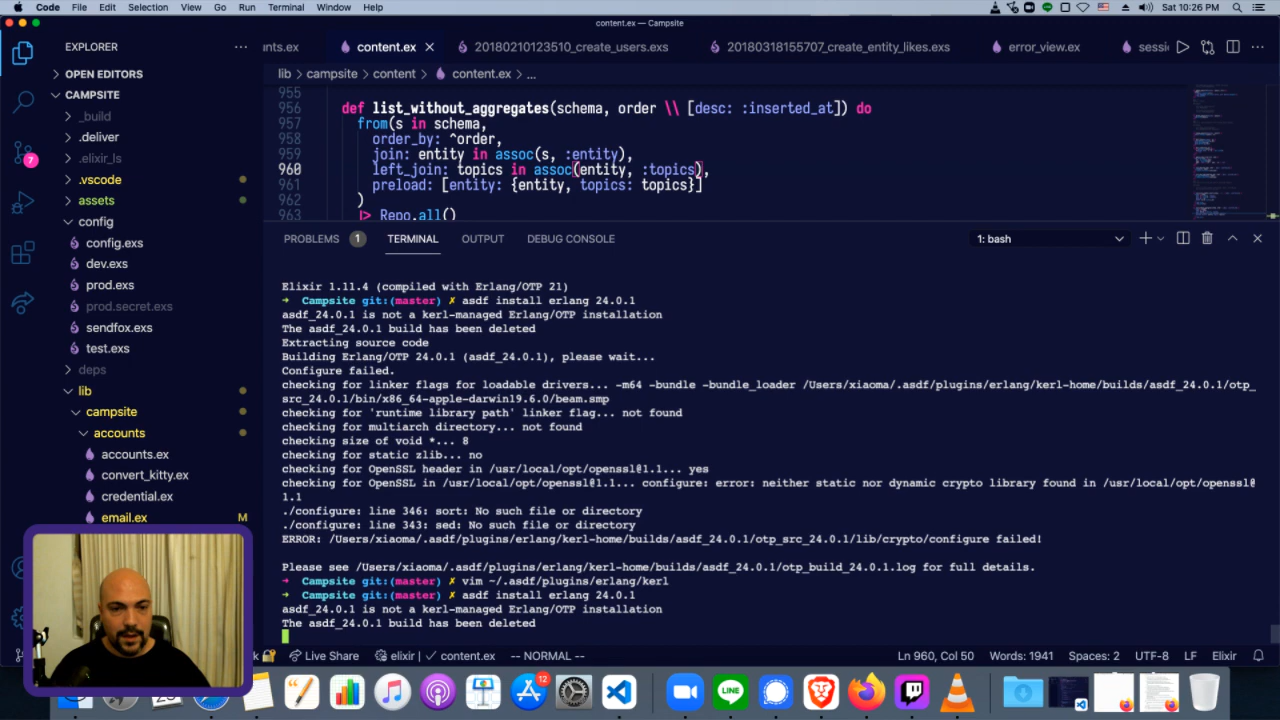 Code File Edit Selection View Go Run Terminal Window Help
Sat 10:26 PM
content.ex — Campsite
EXPLORER
unts.ex
content.ex
20180210123510_create_users.exs
20180318155707_create_entity_likes.exs
error_view.ex
sessi
OPEN EDITORS
CAMPSITE
_build
.deliver
.elixir_ls
.vscode
assets
config
config.exs
dev.exs
prod.exs
prod.secret.exs
sendfox.exs
test.exs
deps
lib
campsite
accounts
accounts.ex
convert_kitty.ex
credential.ex
email.ex M
7
lib > campsite > content > content.ex > ...
955
956 def list_without_aggregates(schema, order \\ [desc: :inserted_at]) do
957 from(s in schema,
958 order_by: ^order,
959 join: entity in assoc(s, :entity),
960 left_join: topics in assoc(entity, :topics),
961 preload: [entity: {entity, topics: topics}]
962 )
963 |> Repo.all()
PROBLEMS 1 TERMINAL OUTPUT DEBUG CONSOLE
1: bash
Elixir 1.11.4 (compiled with Erlang/OTP 21)
➜ Campsite git:(master) ✗ asdf install erlang 24.0.1
asdf_24.0.1 is not a kerl-managed Erlang/OTP installation
The asdf_24.0.1 build has been deleted
Extracting source code
Building Erlang/OTP 24.0.1 (asdf_24.0.1), please wait...
Configure failed.
checking for linker flags for loadable drivers... -m64 -bundle -bundle_loader /Users/xiaoma/.asdf/plugins/erlang/kerl-home/builds/asdf_24.0.1/otp_
src_24.0.1/bin/x86_64-apple-darwin19.6.0/beam.smp
checking for 'runtime library path' linker flag... not found
checking for multiarch directory... not found
checking size of void *... 8
checking for static zlib... no
checking for OpenSSL header in /usr/local/opt/openssl@1.1... yes
checking for OpenSSL in /usr/local/opt/openssl@1.1... configure: error: neither static nor dynamic crypto library found in /usr/local/opt/openssl@
1.1
./configure: line 346: sort: No such file or directory
./configure: line 343: sed: No such file or directory
ERROR: /Users/xiaoma/.asdf/plugins/erlang/kerl-home/builds/asdf_24.0.1/otp_src_24.0.1/lib/crypto/configure failed!
Please see /Users/xiaoma/.asdf/plugins/erlang/kerl-home/builds/asdf_24.0.1/otp_build_24.0.1.log for full details.
➜ Campsite git:(master) ✗ vim ~/.asdf/plugins/erlang/kerl
➜ Campsite git:(master) ✗ asdf install erlang 24.0.1
asdf_24.0.1 is not a kerl-managed Erlang/OTP installation
The asdf_24.0.1 build has been deleted
Live Share elixir | ✓ content.ex -- NORMAL -- Ln 960, Col 50 Words: 1941 Spaces: 2 UTF-8 LF Elixir
12
LINE